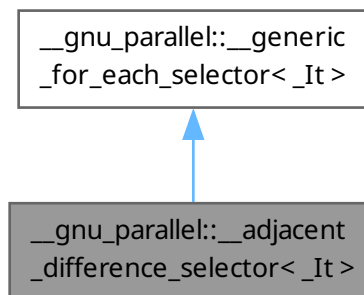 __gnu_parallel::__generic
_for_each_selector< _It >
__gnu_parallel::__adjacent
_difference_selector< _It >